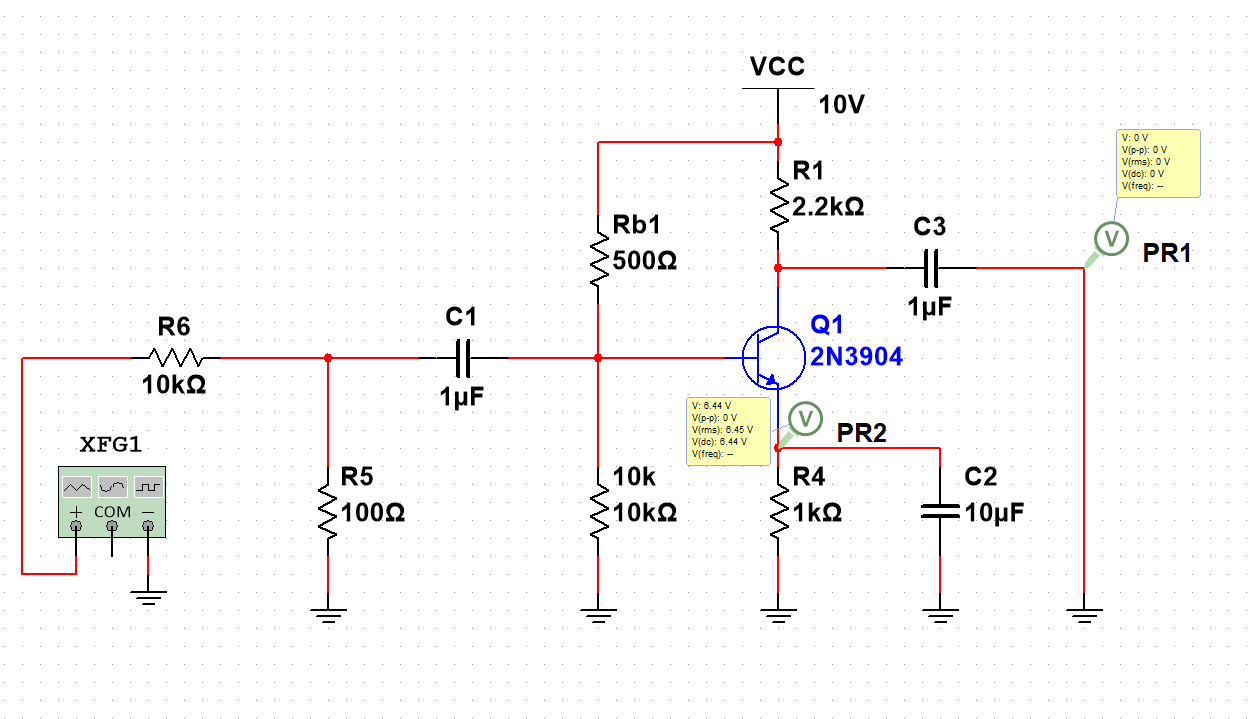 VCC
10V
V: 0 V
V(p-p): 0 V
V(rms): 0 V
V(dc): 0 V
V(freq): --
R1
2.2kΩ
Rb1
500Ω
C3
1µF
V
PR1
R6
10kΩ
C1
1µF
Q1
2N3904
V: 6.44 V
V(p-p): 0 V
V(rms): 6.45 V
V(dc): 6.44 V
V(freq): --
V
PR2
XFG1
+ COM −
R5
100Ω
10k
10kΩ
R4
1kΩ
C2
10µF